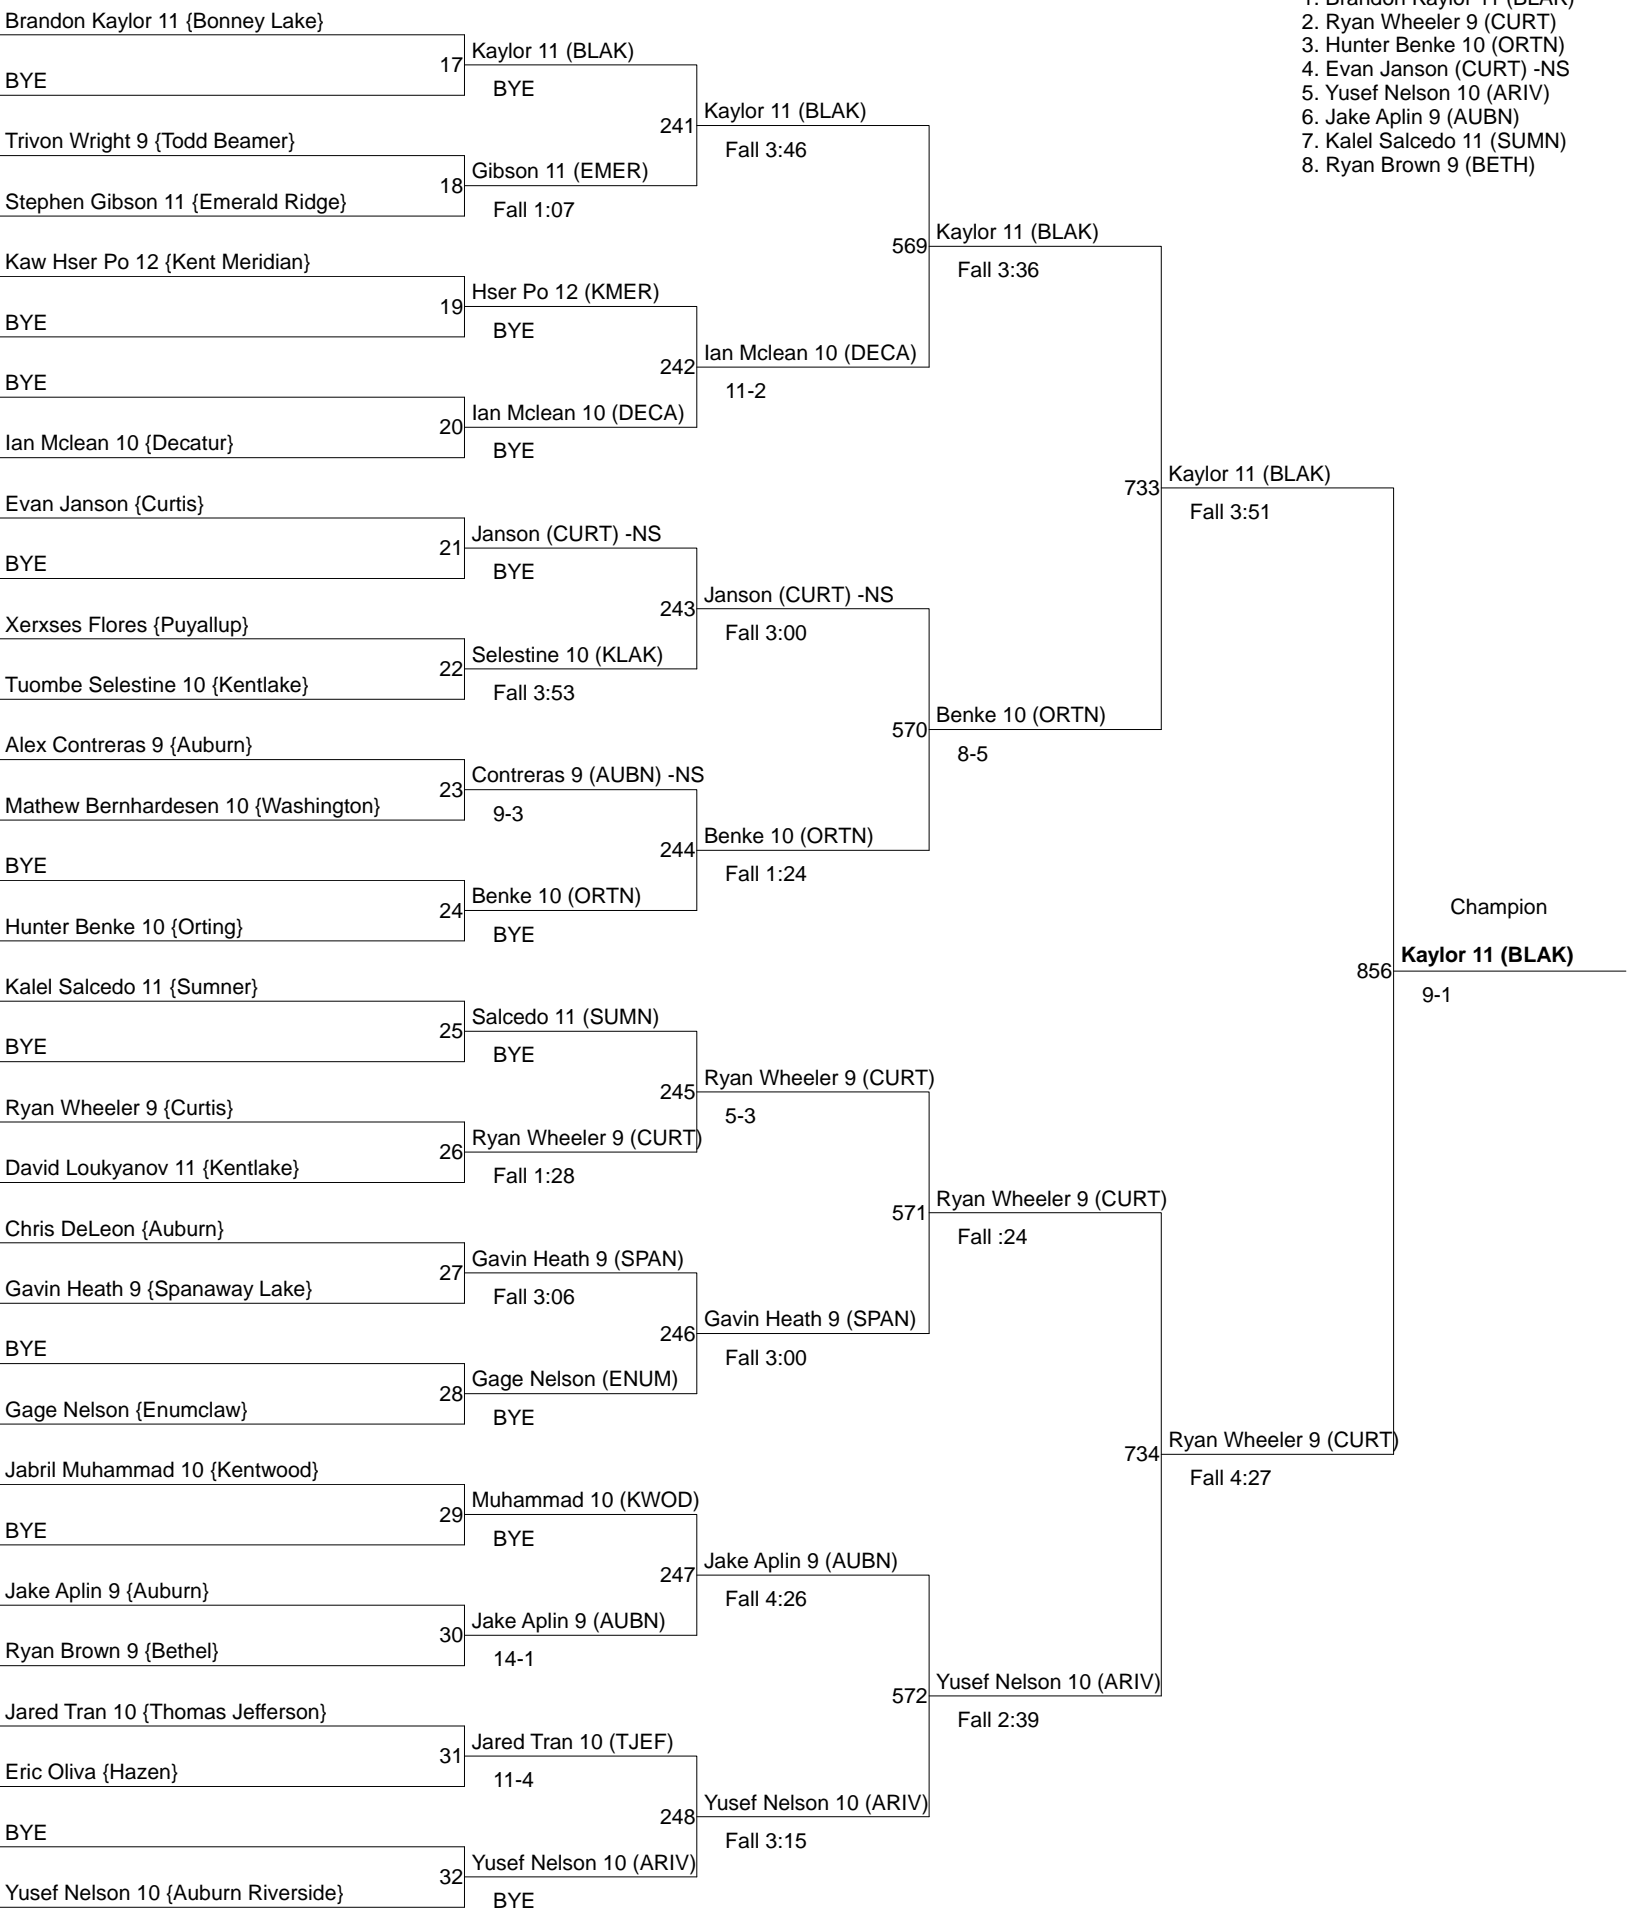 1. Brandon Kaylor 11 (BLAK)
2. Ryan Wheeler 9 (CURT)
3. Hunter Benke 10 (ORTN)
4. Evan Janson (CURT) -NS
5. Yusef Nelson 10 (ARIV)
6. Jake Aplin 9 (AUBN)
7. Kalel Salcedo 11 (SUMN)
8. Ryan Brown 9 (BETH)
Brandon Kaylor 11 {Bonney Lake}
BYE
Trivon Wright 9 {Todd Beamer}
Stephen Gibson 11 {Emerald Ridge}
Kaw Hser Po 12 {Kent Meridian}
BYE
BYE
Ian Mclean 10 {Decatur}
Evan Janson {Curtis}
BYE
Xerxses Flores {Puyallup}
Tuombe Selestine 10 {Kentlake}
Alex Contreras 9 {Auburn}
Mathew Bernhardesen 10 {Washington}
BYE
Hunter Benke 10 {Orting}
Kalel Salcedo 11 {Sumner}
BYE
Ryan Wheeler 9 {Curtis}
David Loukyanov 11 {Kentlake}
Chris DeLeon {Auburn}
Gavin Heath 9 {Spanaway Lake}
BYE
Gage Nelson {Enumclaw}
Jabril Muhammad 10 {Kentwood}
BYE
Jake Aplin 9 {Auburn}
Ryan Brown 9 {Bethel}
Jared Tran 10 {Thomas Jefferson}
Eric Oliva {Hazen}
BYE
Yusef Nelson 10 {Auburn Riverside}
17
Kaylor 11 (BLAK)
BYE
18
Gibson 11 (EMER)
Fall 1:07
19
Hser Po 12 (KMER)
BYE
20
Ian Mclean 10 (DECA)
BYE
21
Janson (CURT) -NS
BYE
22
Selestine 10 (KLAK)
Fall 3:53
23
Contreras 9 (AUBN) -NS
9-3
24
Benke 10 (ORTN)
BYE
25
Salcedo 11 (SUMN)
BYE
26
Ryan Wheeler 9 (CURT)
Fall 1:28
27
Gavin Heath 9 (SPAN)
Fall 3:06
28
Gage Nelson (ENUM)
BYE
29
Muhammad 10 (KWOD)
BYE
30
Jake Aplin 9 (AUBN)
14-1
31
Jared Tran 10 (TJEF)
11-4
32
Yusef Nelson 10 (ARIV)
BYE
241
Kaylor 11 (BLAK)
Fall 3:46
242
Ian Mclean 10 (DECA)
11-2
243
Janson (CURT) -NS
Fall 3:00
244
Benke 10 (ORTN)
Fall 1:24
245
Ryan Wheeler 9 (CURT)
5-3
246
Gavin Heath 9 (SPAN)
Fall 3:00
247
Jake Aplin 9 (AUBN)
Fall 4:26
248
Yusef Nelson 10 (ARIV)
Fall 3:15
569
Kaylor 11 (BLAK)
Fall 3:36
570
Benke 10 (ORTN)
8-5
571
Ryan Wheeler 9 (CURT)
Fall :24
572
Yusef Nelson 10 (ARIV)
Fall 2:39
733
Kaylor 11 (BLAK)
Fall 3:51
734
Ryan Wheeler 9 (CURT)
Fall 4:27
Champion
856
Kaylor 11 (BLAK)
9-1